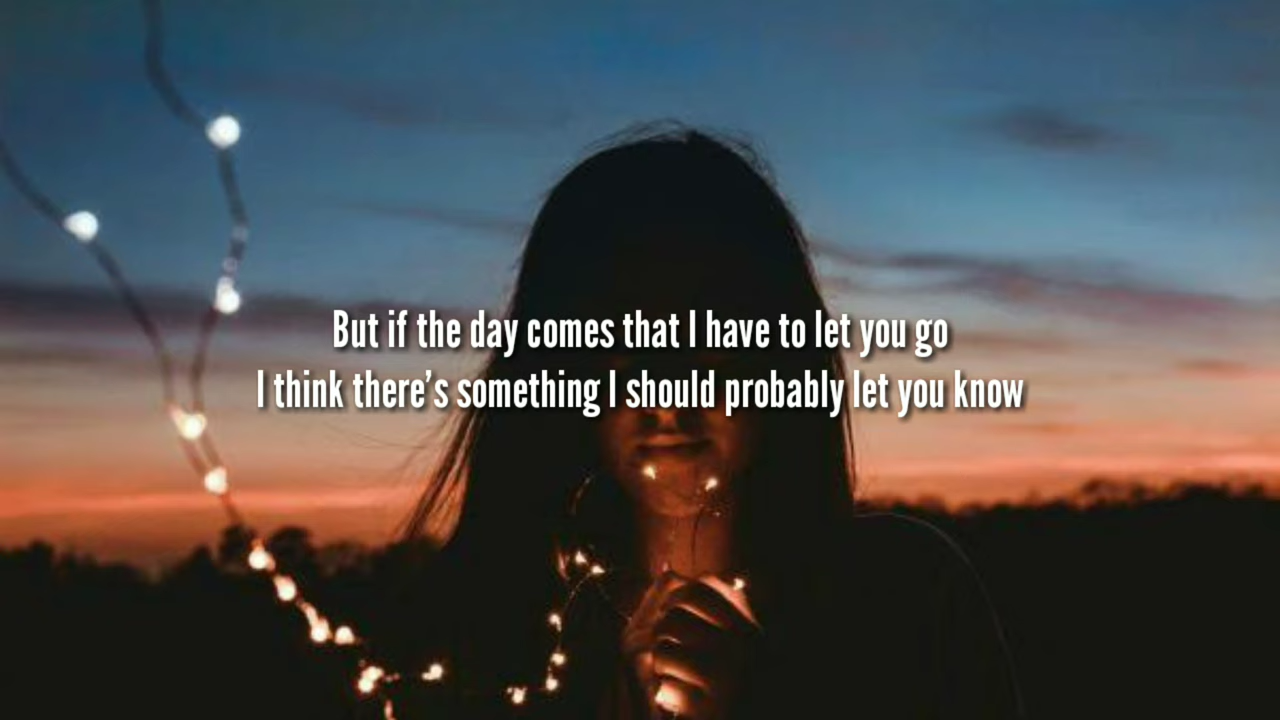 But if the day comes that I have to let you go
I think there’s something I should probably let you know